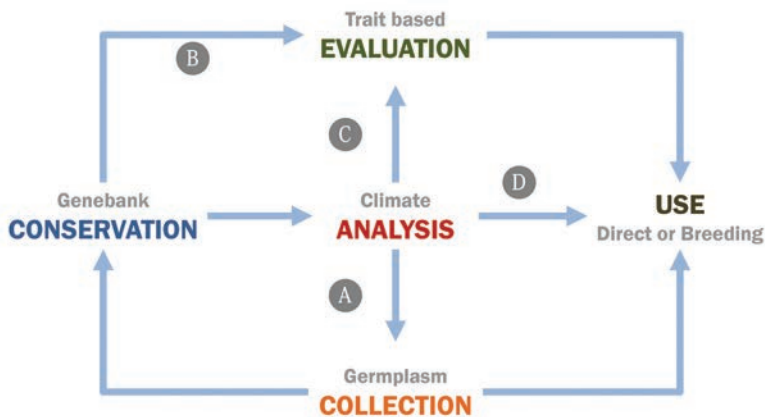 Trait based
EVALUATION
B
C
D
Genebank
CONSERVATION
Climate
ANALYSIS
USE
Direct or Breeding
A
Germplasm
COLLECTION